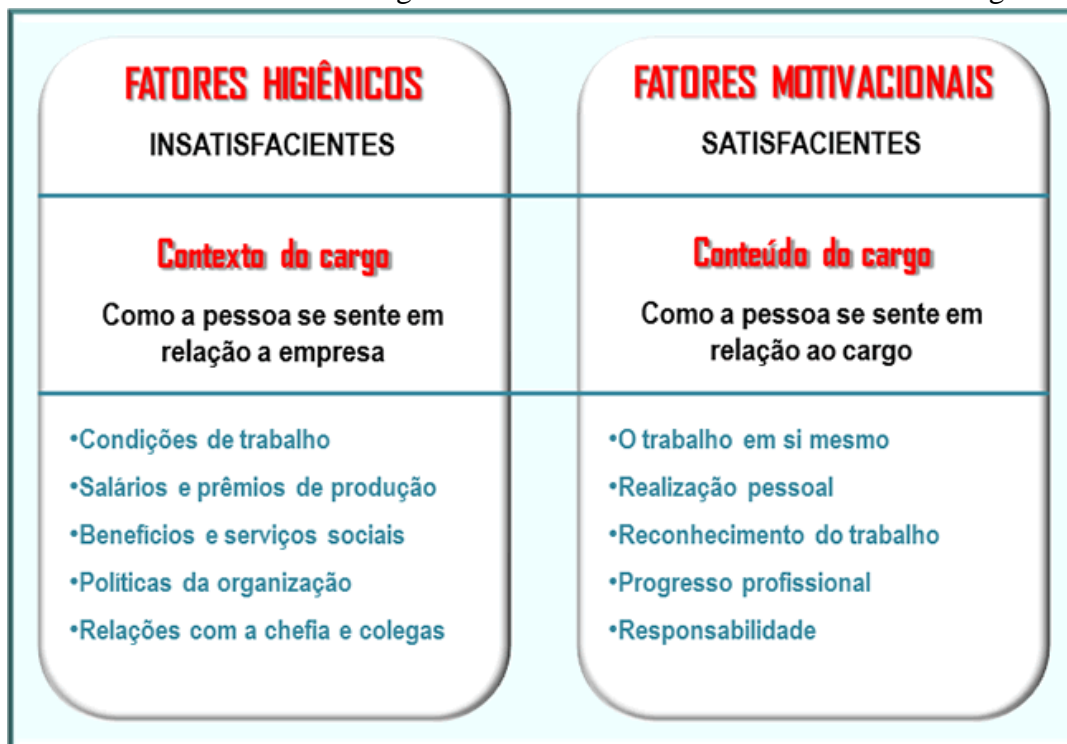 FATORES HIGIÊNICOS
INSATISFACIENTES
Contexto do cargo
Como a pessoa se sente em
relação a empresa
•Condições de trabalho
•Salários e prêmios de produção
•Benefícios e serviços sociais
•Políticas da organização
•Relações com a chefia e colegas
FATORES MOTIVACIONAIS
SATISFACIENTES
Conteúdo do cargo
Como a pessoa se sente em
relação ao cargo
•O trabalho em si mesmo
•Realização pessoal
•Reconhecimento do trabalho
•Progresso profissional
•Responsabilidade